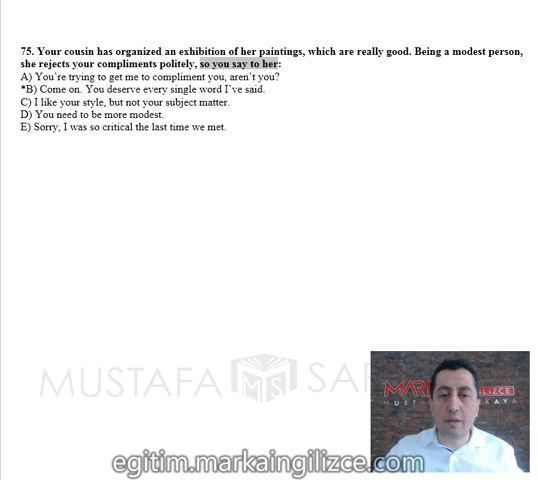 75. Your cousin has organized an exhibition of her paintings, which are really good. Being a modest person,
she rejects your compliments politely, so you say to her:
A) You're trying to get me to compliment you, aren't you?
*B) Come on. You deserve every single word I've said.
C) I like your style, but not your subject matter.
D) You need to be more modest.
E) Sorry, I was so critical the last time we met.
MUSTAFA MS
egitim.markaingilizce.com